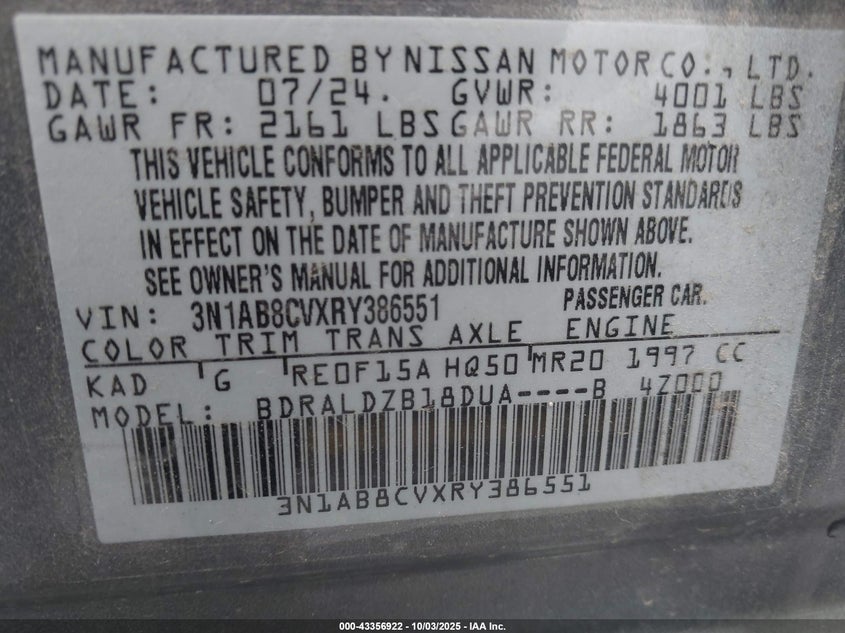 MANUFACTURED BY NISSAN MOTOR CO., LTD.
DATE: 07/24. GVWR: 4001 LBS
GAWR FR: 2161 LBS GAWR RR: 1863 LBS
THIS VEHICLE CONFORMS TO ALL APPLICABLE FEDERAL MOTOR
VEHICLE SAFETY, BUMPER AND THEFT PREVENTION STANDARDS
IN EFFECT ON THE DATE OF MANUFACTURE SHOWN ABOVE.
SEE OWNER'S MANUAL FOR ADDITIONAL INFORMATION.
VIN: 3N1AB8CVXRY386551 PASSENGER CAR.
COLOR TRIM TRANS AXLE ENGINE
KAD G RE0F15A HQ50 MR20 1997 CC
MODEL: BDRALDZB18DUA----B 4Z000
3N1AB8CVXRY386551
000-43356922 | 10/03/2025 - IAA Inc.